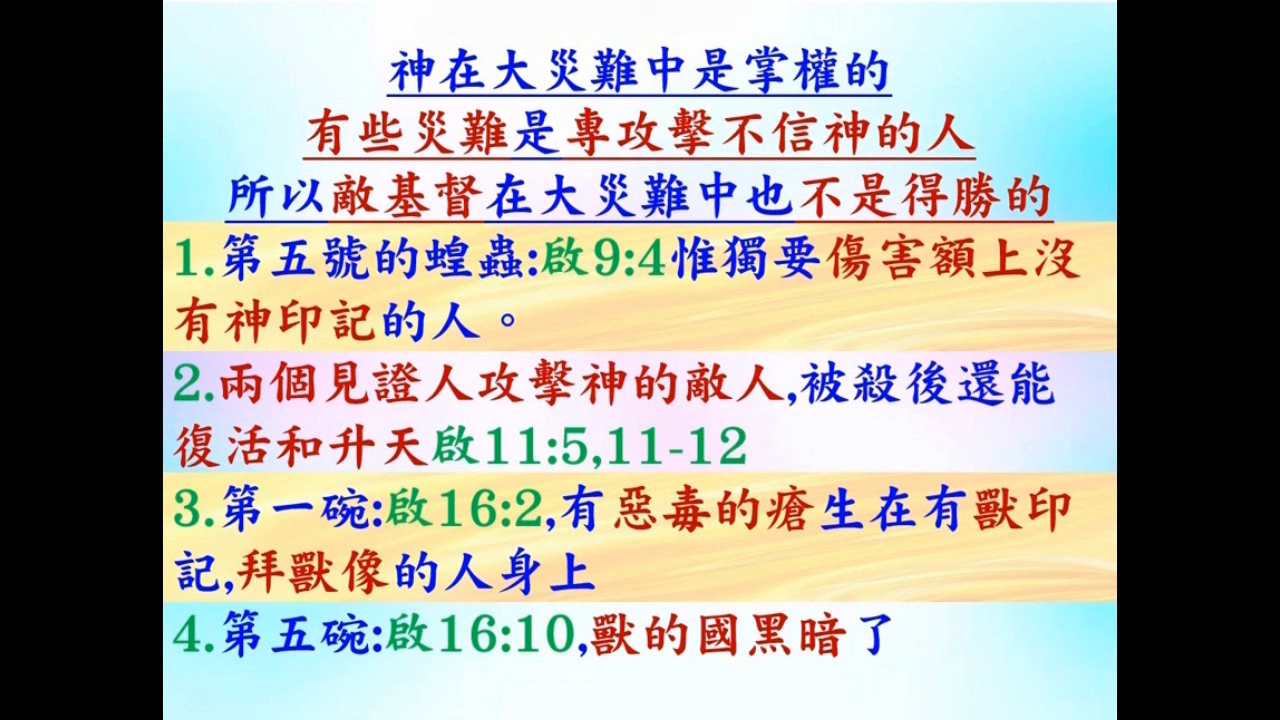 神在大災難中是掌權的
有些災難是專攻擊不信神的人
所以敵基督在大災難中也不是得勝的
1.第五號的蝗蟲:啟9:4惟獨要傷害額上沒
有神印記的人。
2.兩個見證人攻擊神的敵人,被殺後還能
復活和升天啟11:5,11-12
3.第一碗:啟16:2,有惡毒的瘡生在有獸印
記,拜獸像的人身上
4.第五碗:啟16:10,獸的國黑暗了